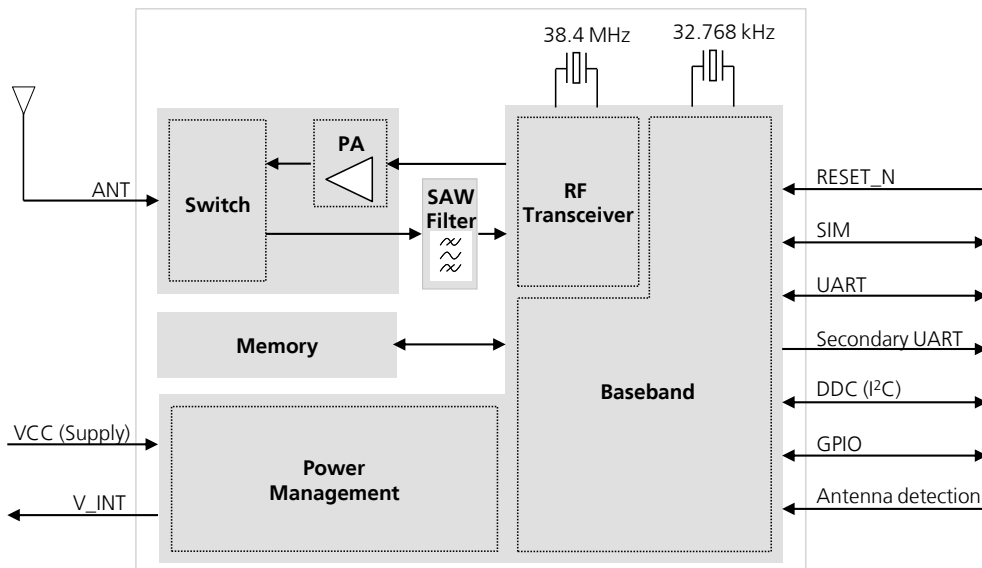 38.4 MHz
32.768 kHz
ANT
Switch
PA
SAW
Filter
RF
Transceiver
RESET_N
SIM
UART
Secondary UART
DDC (I²C)
GPIO
Antenna detection
Memory
Baseband
VCC (Supply)
V_INT
Power
Management